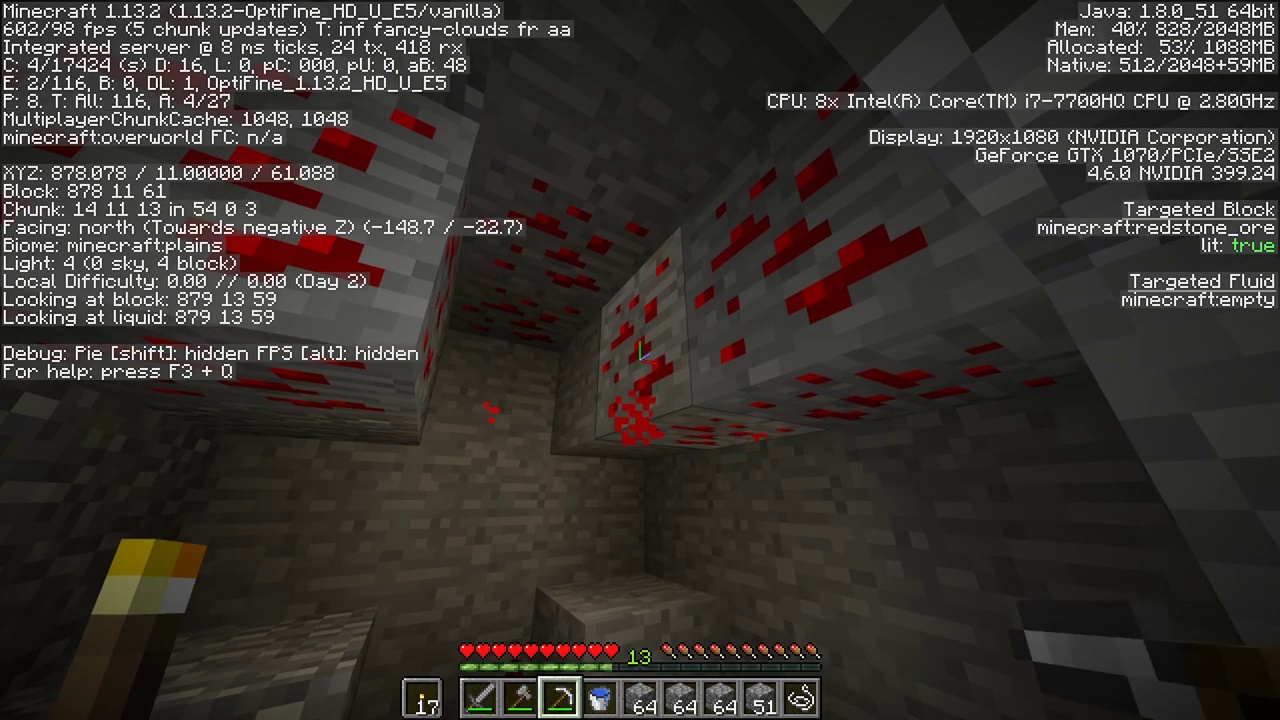 Minecraft 1.13.2 (1.13.2-OptiFine_HD_U_E5/vanilla)
602/98 fps (5 chunk updates) T: inf fancy-clouds fr aa
Integrated server @ 8 ms ticks, 24 tx, 418 rx
C: 4/17424 (s) D: 16, L: 0, pC: 000, pU: 0, aB: 48
E: 2/116, B: 0, DL: 1, OptiFine_1.13.2_HD_U_E5
P: 8. T: All: 116, A: 4/27
MultiplayerChunkCache: 1048, 1048
minecraft:overworld FC: n/a
XYZ: 878.078 / 11.00000 / 61.088
Block: 878 11 61
Chunk: 14 11 13 in 54 0 3
Facing: north (Towards negative Z) (-148.7 / -22.7)
Biome: minecraft:plains
Light: 4 (0 sky, 4 block)
Local Difficulty: 0.00 // 0.00 (Day 2)
Looking at block: 879 13 59
Looking at liquid: 879 13 59
Debug: Pie [shift]: hidden FPS [alt]: hidden
For help: press F3 + Q
Java: 1.8.0_51 64bit
Mem: 40% 828/2048MB
Allocated: 53% 1088MB
Native: 512/2048+59MB
CPU: 8x Intel(R) Core(TM) i7-7700HQ CPU @ 2.80GHz
Display: 1920x1080 (NVIDIA Corporation)
GeForce GTX 1070/PCIe/SSE2
4.6.0 NVIDIA 399.24
Targeted Block
minecraft:redstone_ore
lit: true
Targeted Fluid
minecraft:empty
13
17
64
64
64
51